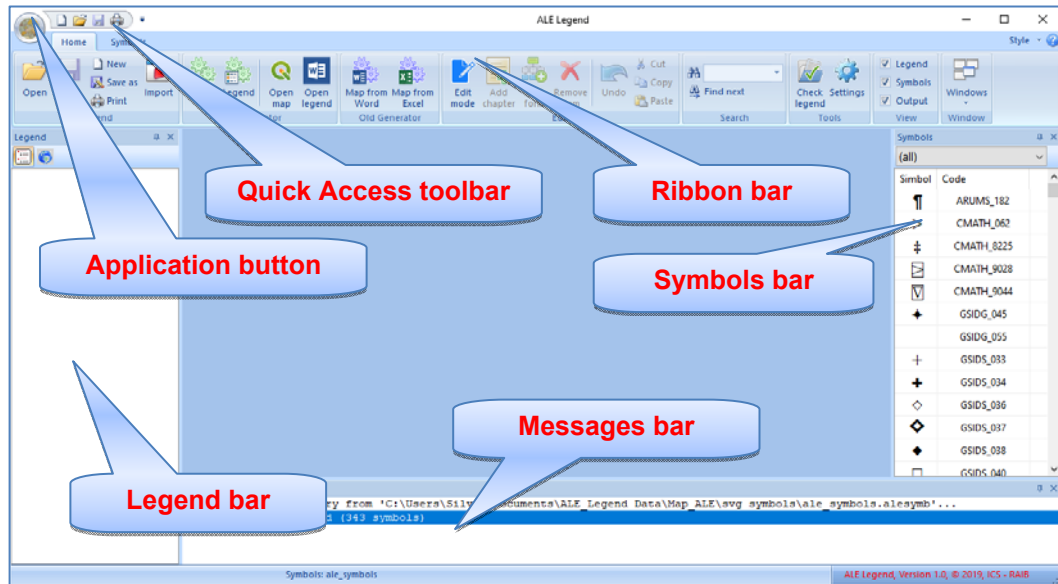 ALE Legend
Home
Style
Open
New
Save as
Print
Import
Legend
Open map
Open legend
Map from Word
Map from Excel
Old Generator
Edit mode
Add chapter
Remove
Undo
Cut
Copy
Paste
Find next
Search
Check legend
Settings
Tools
Legend
Symbols
Output
View
Windows
Window
Legend
Symbols
(all)
Simbol Code
ARUMS_182
CMATH_062
CMATH_8225
CMATH_9028
CMATH_9044
GSIDG_045
GSIDG_055
GSIDS_033
GSIDS_034
GSIDS_036
GSIDS_037
GSIDS_038
GSIDS_040
Quick Access toolbar
Ribbon bar
Application button
Symbols bar
Messages bar
Legend bar
from 'C:\Users\ ALE_Legend Data\Map_ALE\svg symbols\ale_symbols.alesymb'...
(343 symbols)
Symbols: ale_symbols
ALE Legend, Version 1.0, © 2019, ICS - RAIB